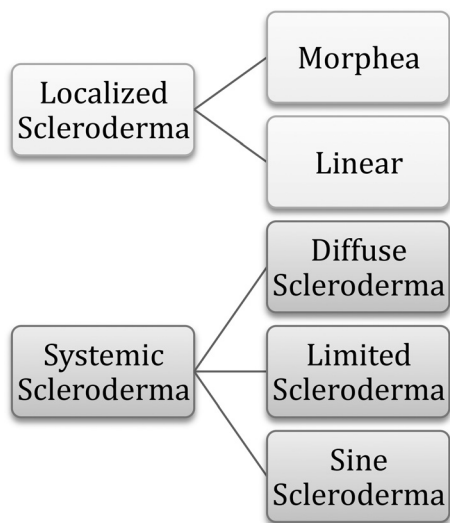 Localized
Scleroderma
Morphea
Linear
Systemic
Scleroderma
Diffuse
Scleroderma
Limited
Scleroderma
Sine
Scleroderma